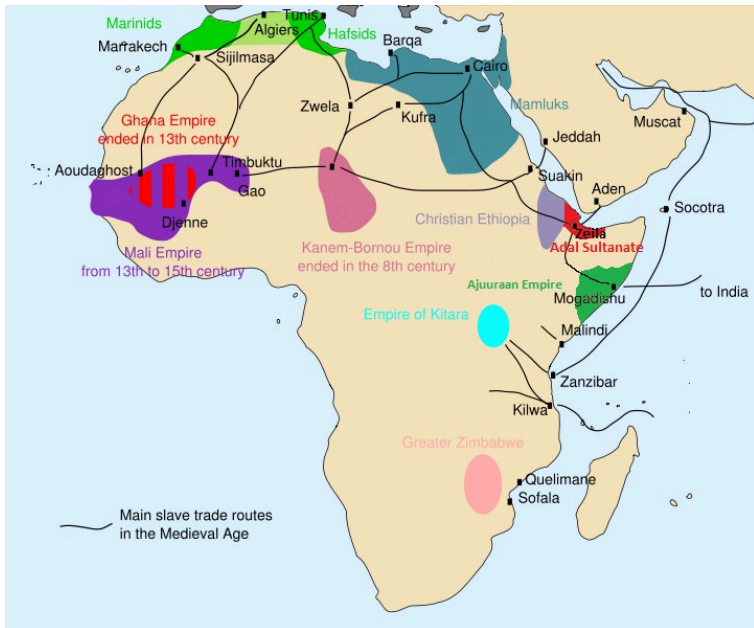 Marinids
Tunis
Algiers
Hafsids
Marrakech
Sijilmasa
Barqa
Cairo
Zwela
Kufra
Mamluks
Muscat
Ghana Empire
ended in 13th century
Jeddah
Aoudaghost
Timbuktu
Gao
Suakin
Aden
Socotra
Djenne
Christian Ethiopia
Zeila
Adal Sultanate
Mali Empire
from 13th to 15th century
Kanem-Bornou Empire
ended in the 8th century
Ajuuraan Empire
Mogadishu
to India
Empire of Kitara
Malindi
Zanzibar
Kilwa
Greater Zimbabwe
Quelimane
Sofala
Main slave trade routes
in the Medieval Age